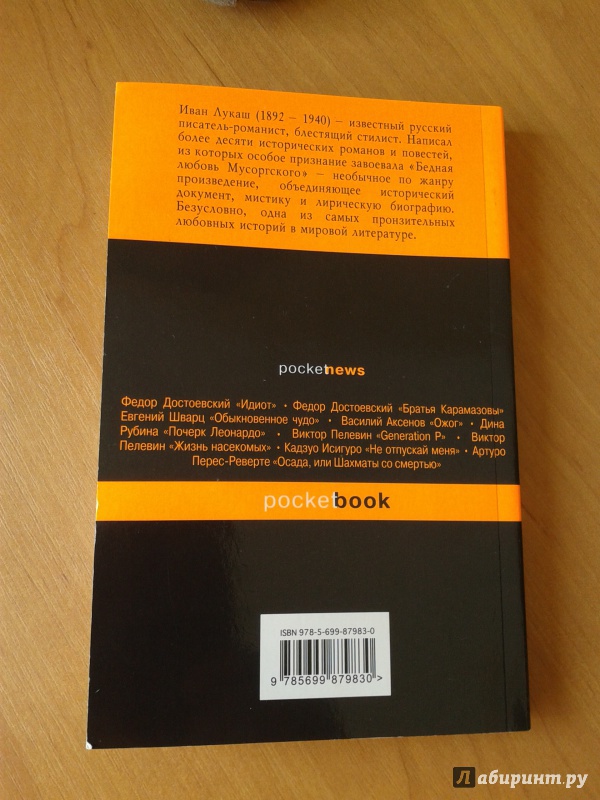 Иван Лукаш (1892 – 1940) – известный русский
писатель-романист, блестящий стилист. Написал
более десяти исторических романов и повестей,
из которых особое признание завоевала «Бедная
любовь Мусоргского» – необычное по жанру
произведение, объединяющее исторический
документ, мистику и лирическую биографию.
Безусловно, одна из самых пронзительных
любовных историй в мировой литературе.
pocketnews
Федор Достоевский «Идиот» • Федор Достоевский «Братья Карамазовы»
Евгений Шварц «Обыкновенное чудо» • Василий Аксенов «Ожог» • Дина
Рубина «Почерк Леонардо» • Виктор Пелевин «Generation P» • Виктор
Пелевин «Жизнь насекомых» • Кадзуо Исигуро «Не отпускай меня» • Артуро
Перес-Реверте «Осада, или Шахматы со смертью»
pocketbook
ISBN 978-5-699-87983-0
9 785699 879830 >
Лабиринт.ру